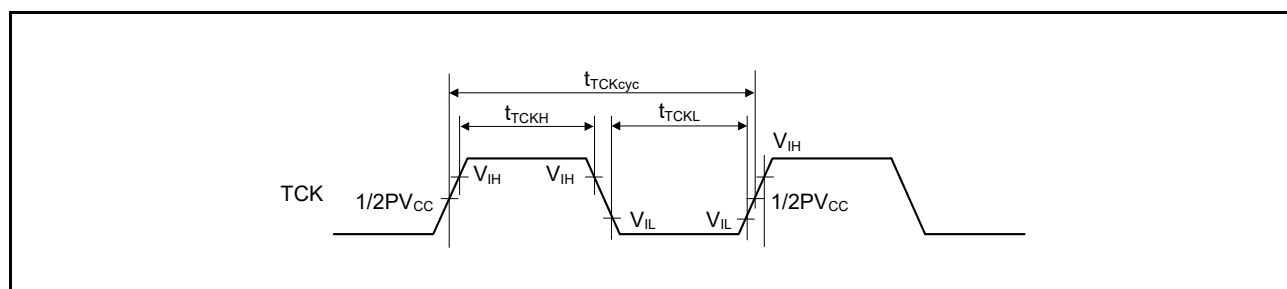 tTCKcyc
tTCKH
tTCKL
VIH
VIH
VIH
TCK
1/2PVCC
1/2PVCC
VIL
VIL